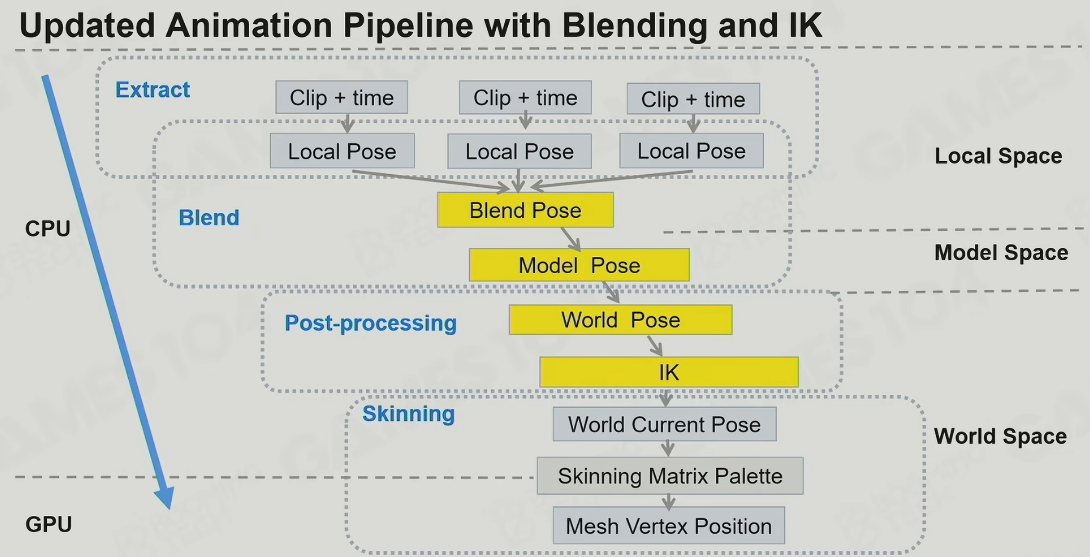 Updated Animation Pipeline with Blending and IK
Extract
Clip + time
Clip + time
Clip + time
Local Pose
Local Pose
Local Pose
Local Space
Blend
Blend Pose
CPU
Model Space
Model Pose
Post-processing
World Pose
IK
Skinning
World Current Pose
World Space
Skinning Matrix Palette
GPU
Mesh Vertex Position